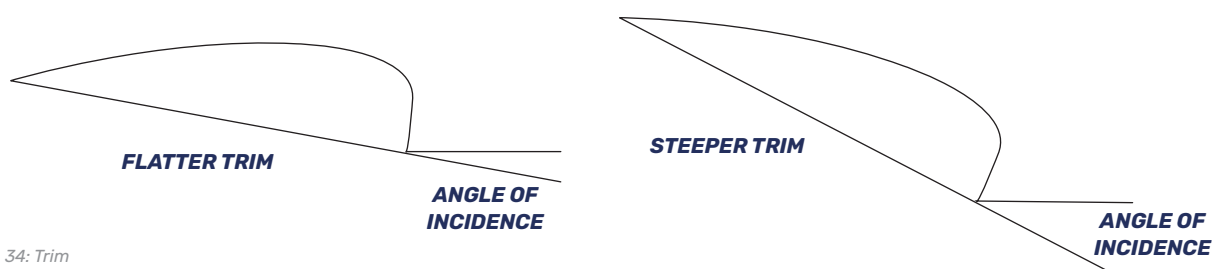 FLATTER TRIM
ANGLE OF
INCIDENCE
STEEPER TRIM
ANGLE OF
INCIDENCE
34: Trim